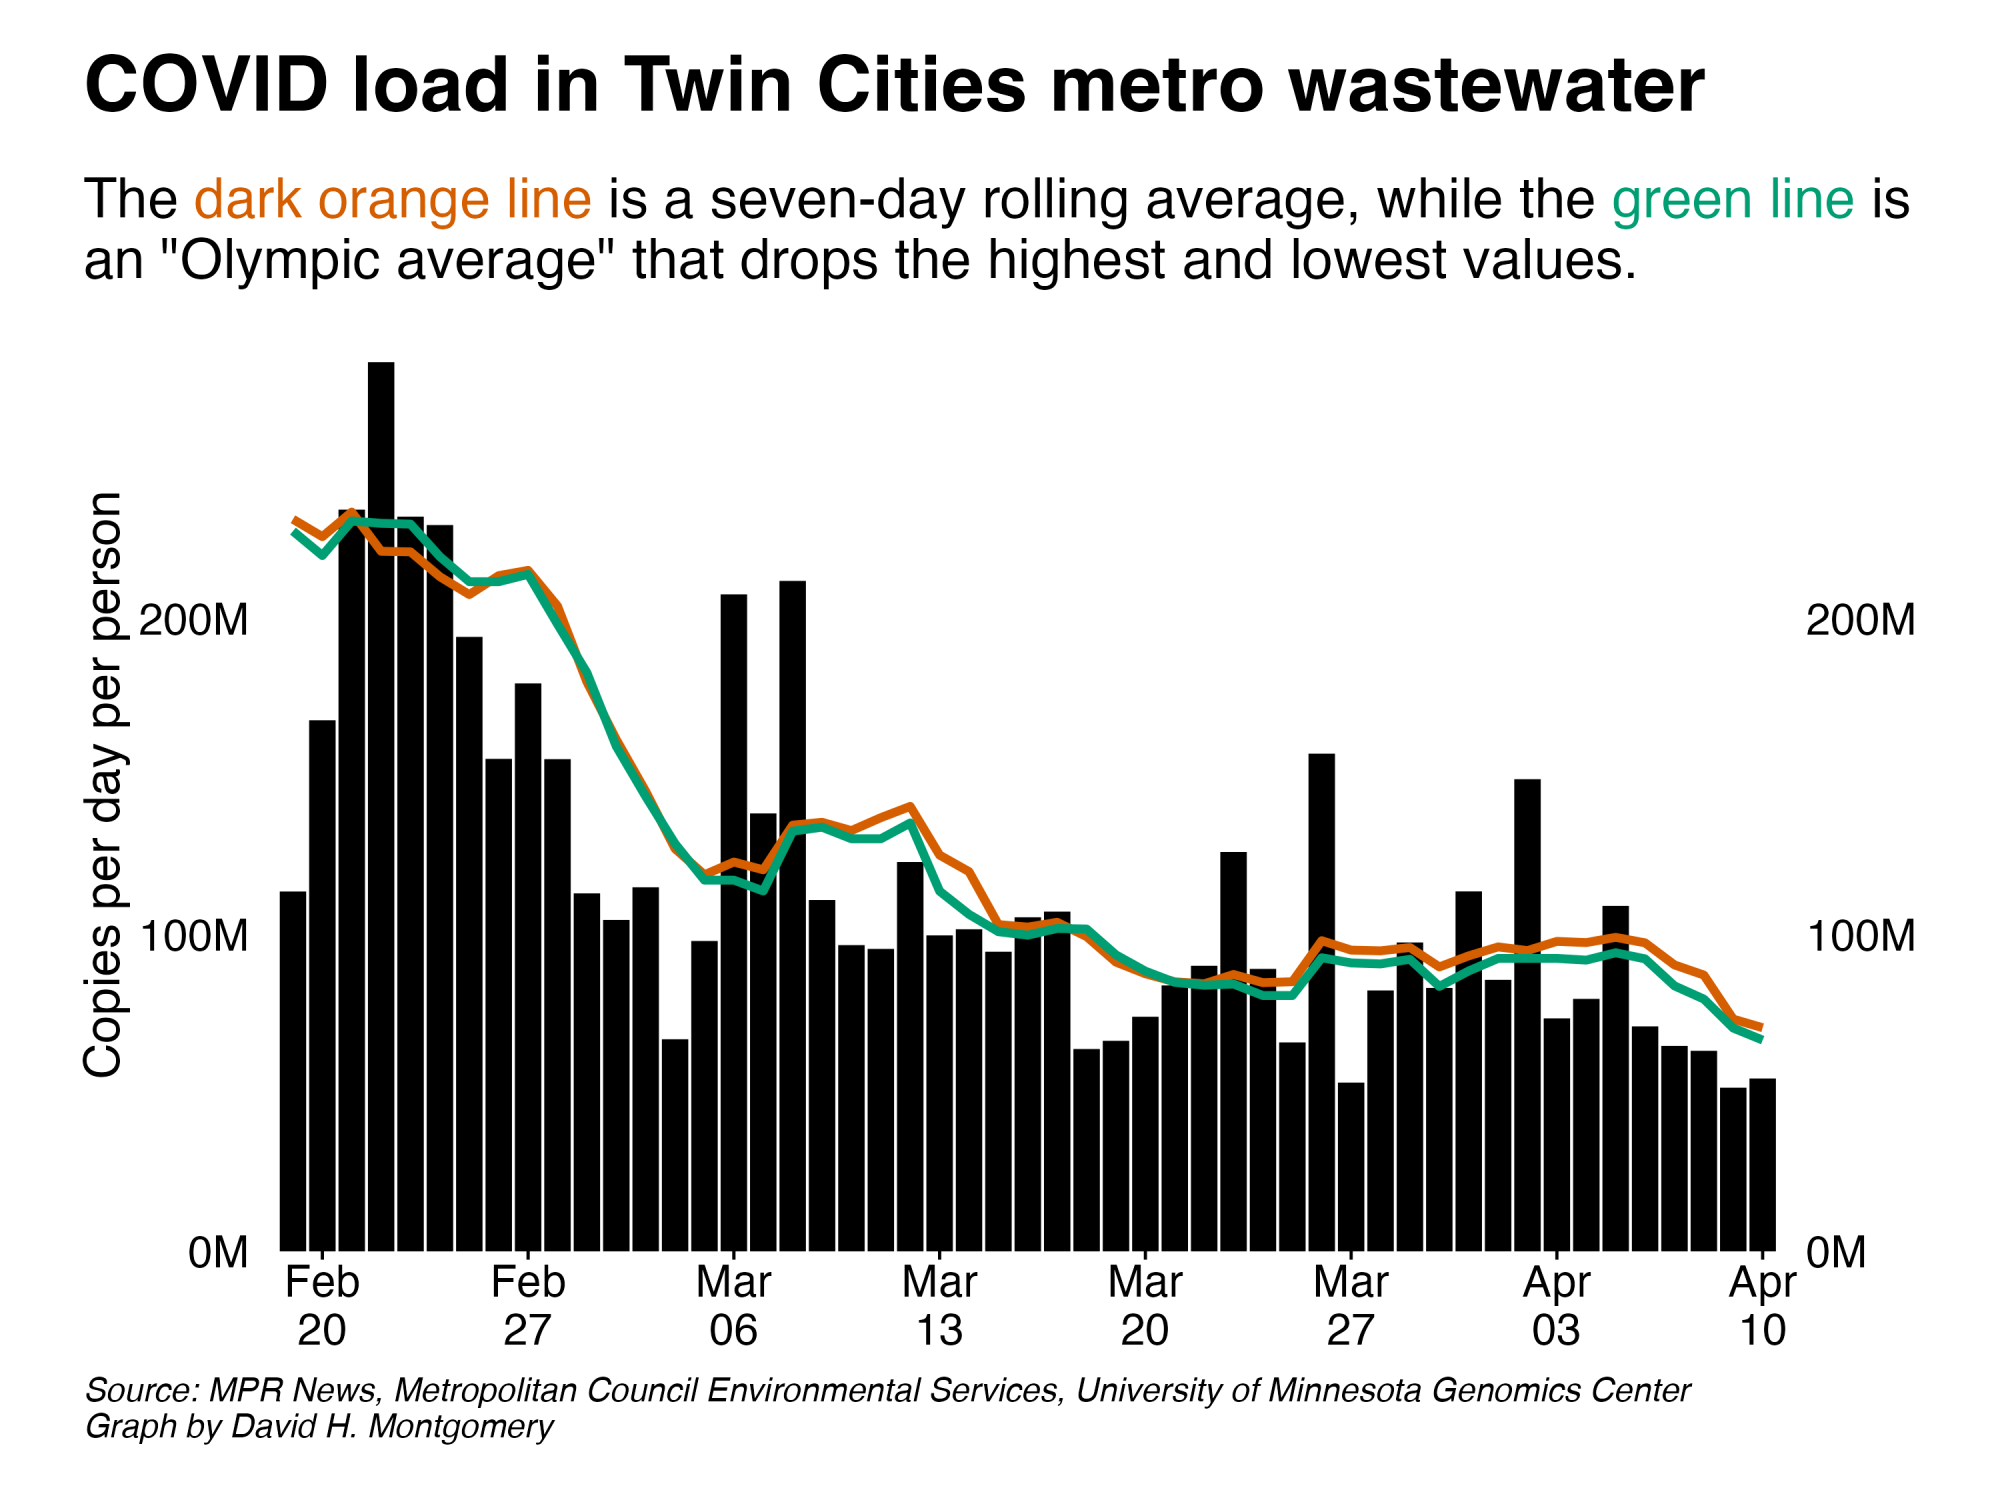 COVID load in Twin Cities metro wastewater
The dark orange line is a seven-day rolling average, while the green line is
an "Olympic average" that drops the highest and lowest values.
Copies per day per person
200M
100M
0M
200M
100M
0M
Feb 20
Feb 27
Mar 06
Mar 13
Mar 20
Mar 27
Apr 03
Apr 10
Source: MPR News, Metropolitan Council Environmental Services, University of Minnesota Genomics Center
Graph by David H. Montgomery